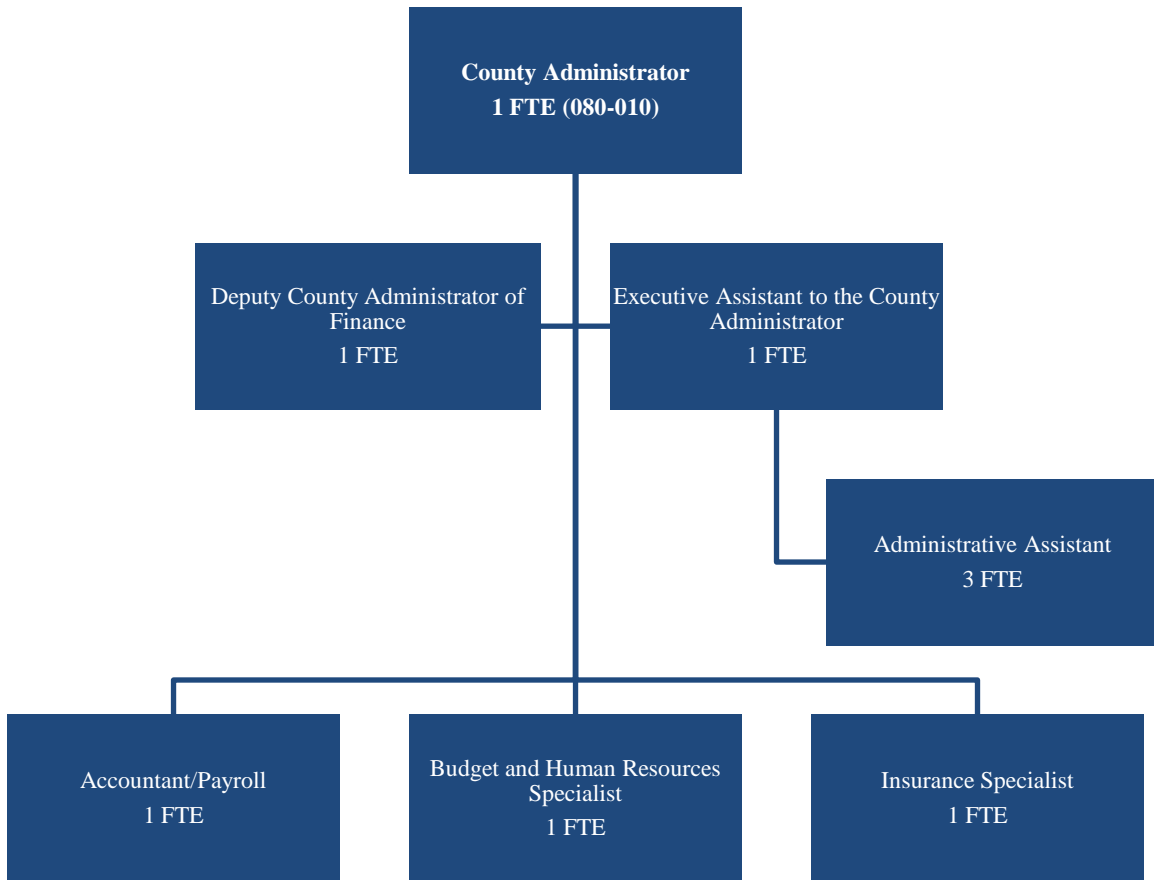 County Administrator
1 FTE (080-010)
Deputy County Administrator of
Finance
1 FTE
Executive Assistant to the County
Administrator
1 FTE
Administrative Assistant
3 FTE
Accountant/Payroll
1 FTE
Budget and Human Resources
Specialist
1 FTE
Insurance Specialist
1 FTE